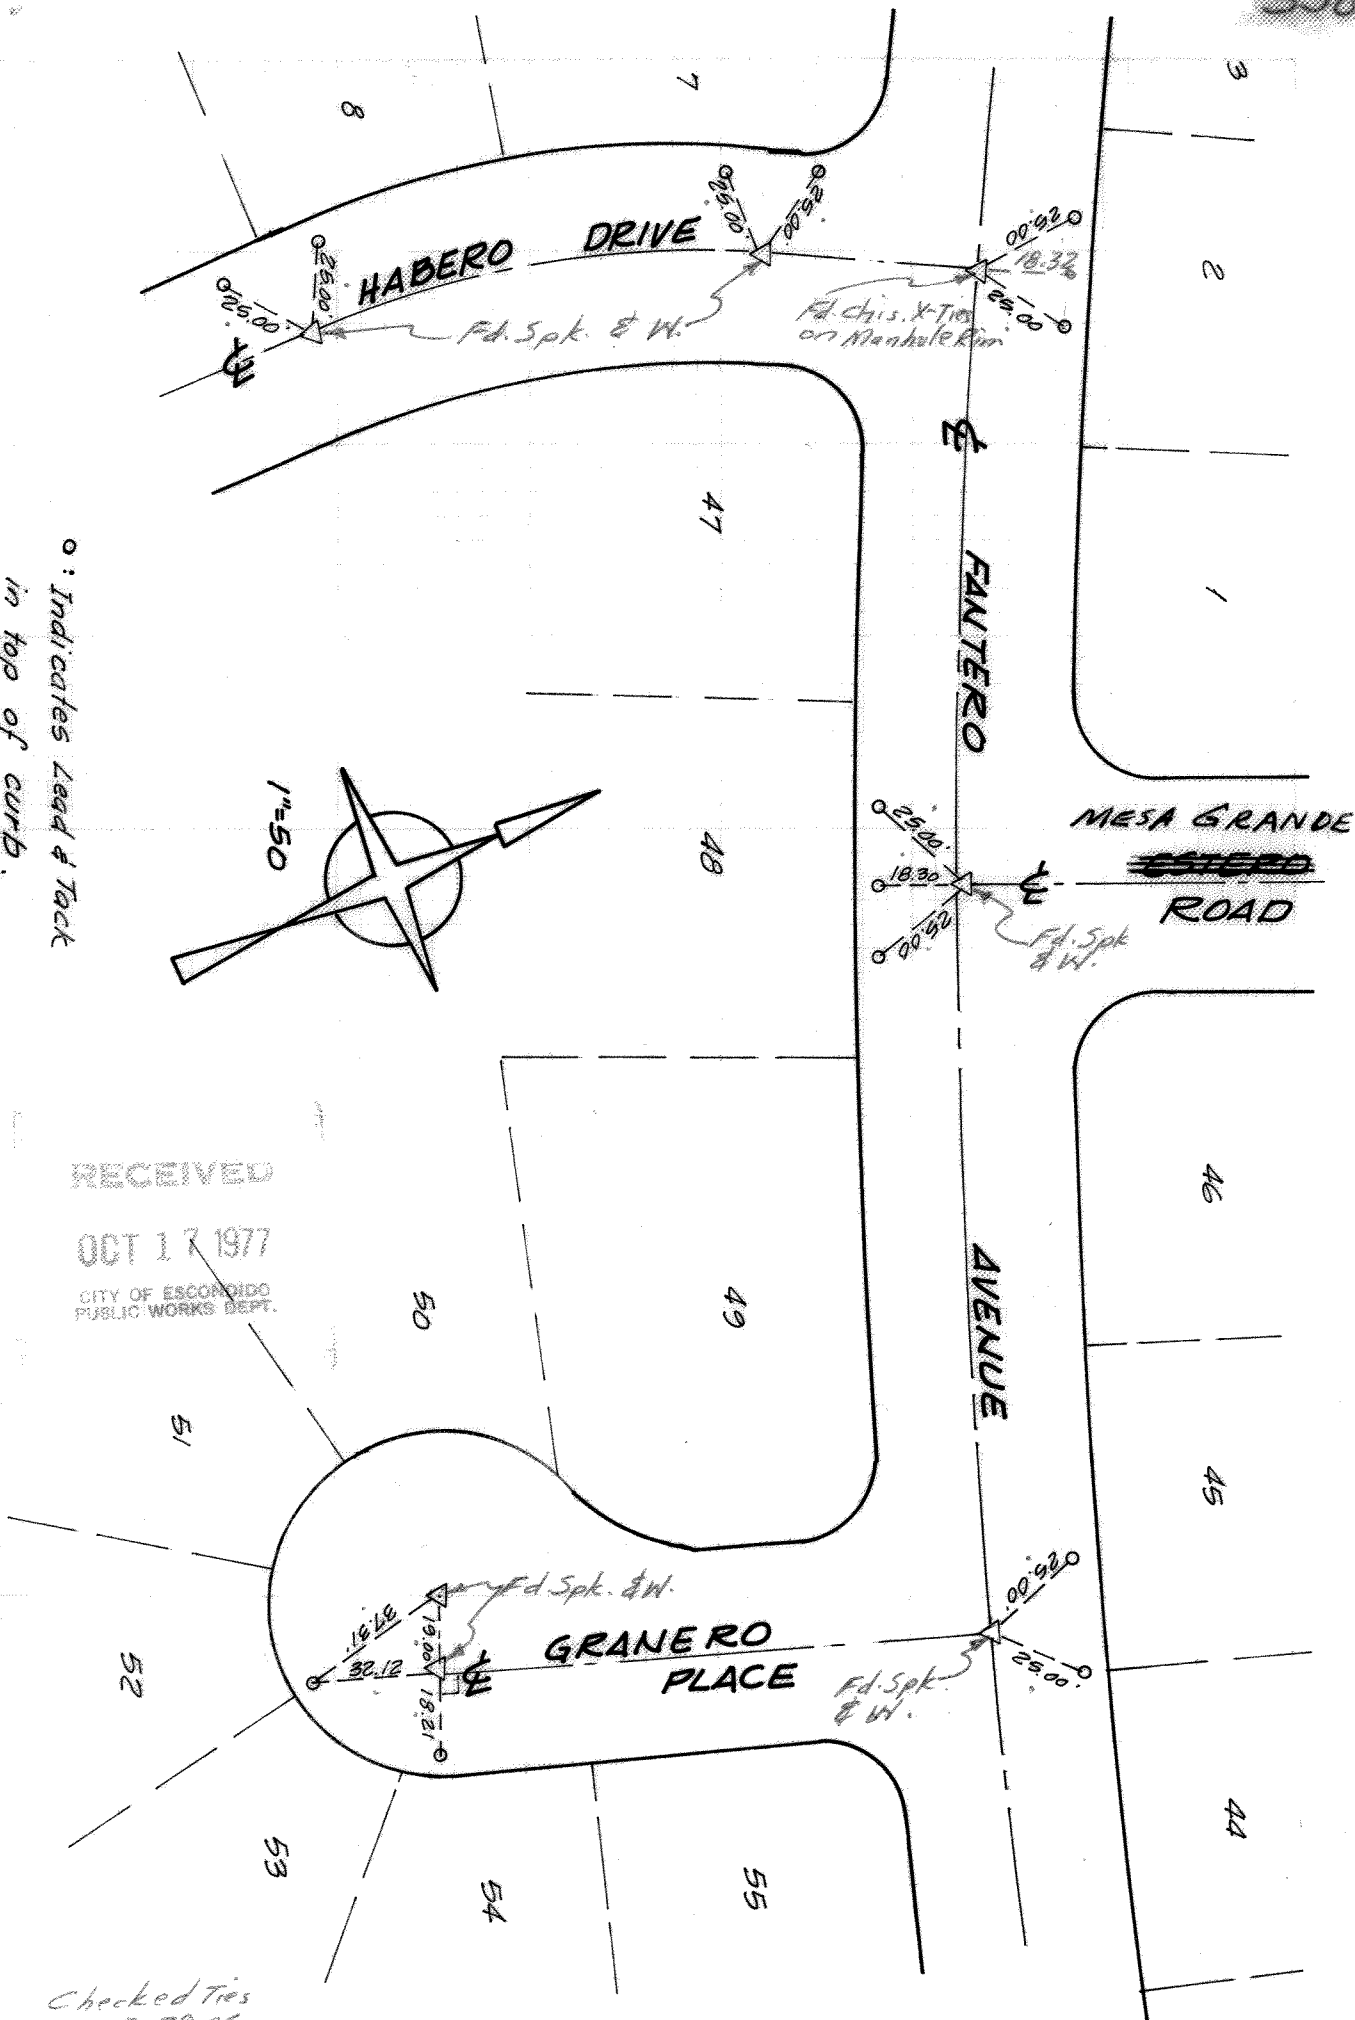 3
7
8
2
25.00'
25.00'
25.00
18.32
25.00
HABERO DRIVE
25.00'
25.00'
℄
Fd. Spk. & W.
Fd. Chis. X-Ties
on Manhole Rim
℄
47
1
FANTERO
AVENUE
o : Indicates Lead & Tack
in top of curb.
1"=50
48
25.00'
18.30
25.00
℄
MESA GRANDE
ESTERO
ROAD
Fd. Spk
& W.
RECEIVED
OCT 17 1977
CITY OF ESCONDIDO
PUBLIC WORKS DEPT.
46
50
49
51
45
Fd. Spk. & W.
37.31'
19.00
32.12
18.21
℄
GRANERO
PLACE
25.00'
25.00'
Fd. Spk.
& W.
52
53
54
55
44
Checked Ties